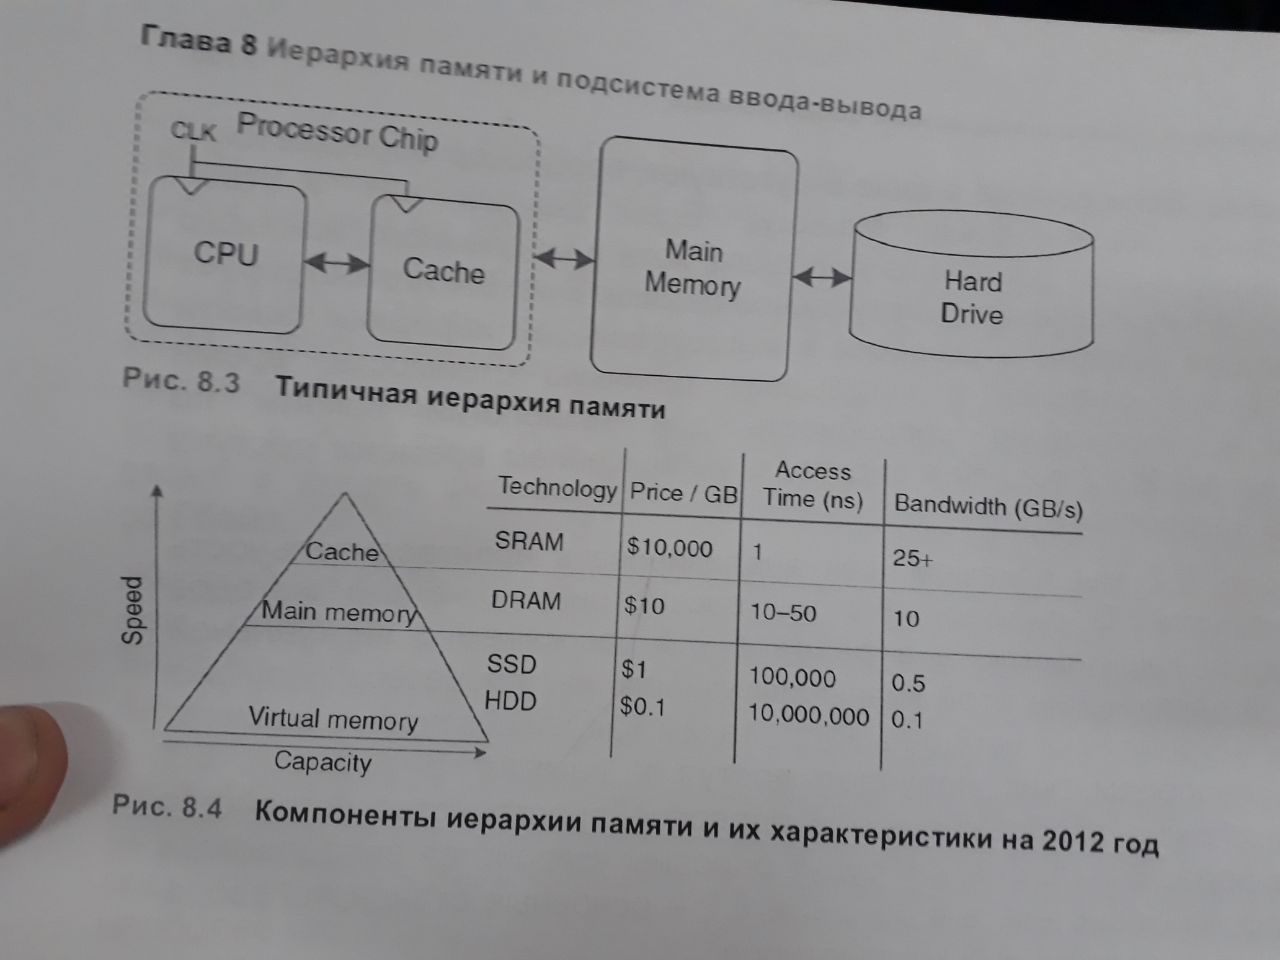 Глава 8 Иерархия памяти и подсистема ввода-вывода
CLK Processor Chip
CPU
Cache
Main
Memory
Hard
Drive
Рис. 8.3 Типичная иерархия памяти
Speed
Cache
Main memory
Virtual memory
Capacity
Technology Price / GB Access Time (ns) Bandwidth (GB/s)
SRAM $10,000 1 25+
DRAM $10 10–50 10
SSD $1 100,000 0.5
HDD $0.1 10,000,000 0.1
Рис. 8.4 Компоненты иерархии памяти и их характеристики на 2012 год